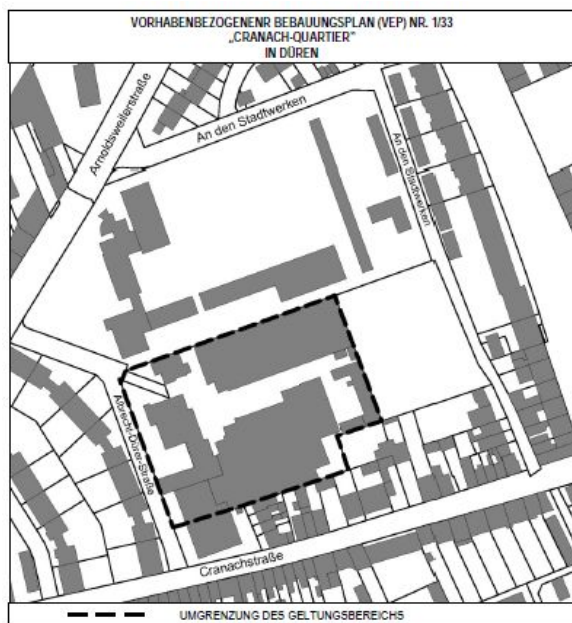 VORHABENBEZOGENENR BEBAUUNGSPLAN (VEP) NR. 1/33
„CRANACH-QUARTIER"
IN DÜREN
Arnoldsweilerstraße
An den Stadtwerken
An den Stadtwerken
Albrecht-Dürer-Straße
Cranachstraße
UMGRENZUNG DES GELTUNGSBEREICHS